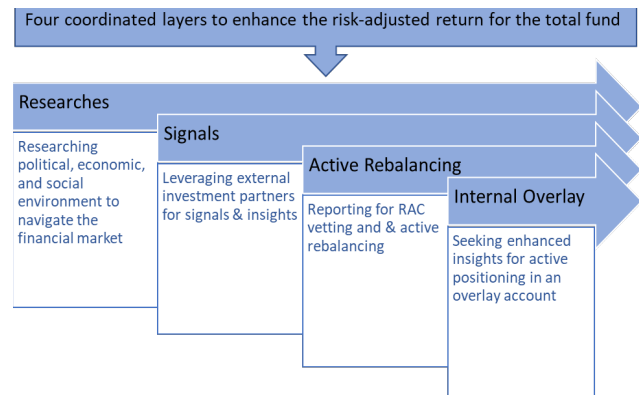 Four coordinated layers to enhance the risk-adjusted return for the total fund
Researches
Researching
political, economic,
and social
environment to
navigate the
financial market
Signals
Leveraging external
investment partners
for signals & insights
Active Rebalancing
Reporting for RAC
vetting and & active
rebalancing
Internal Overlay
Seeking enhanced
insights for active
positioning in an
overlay account